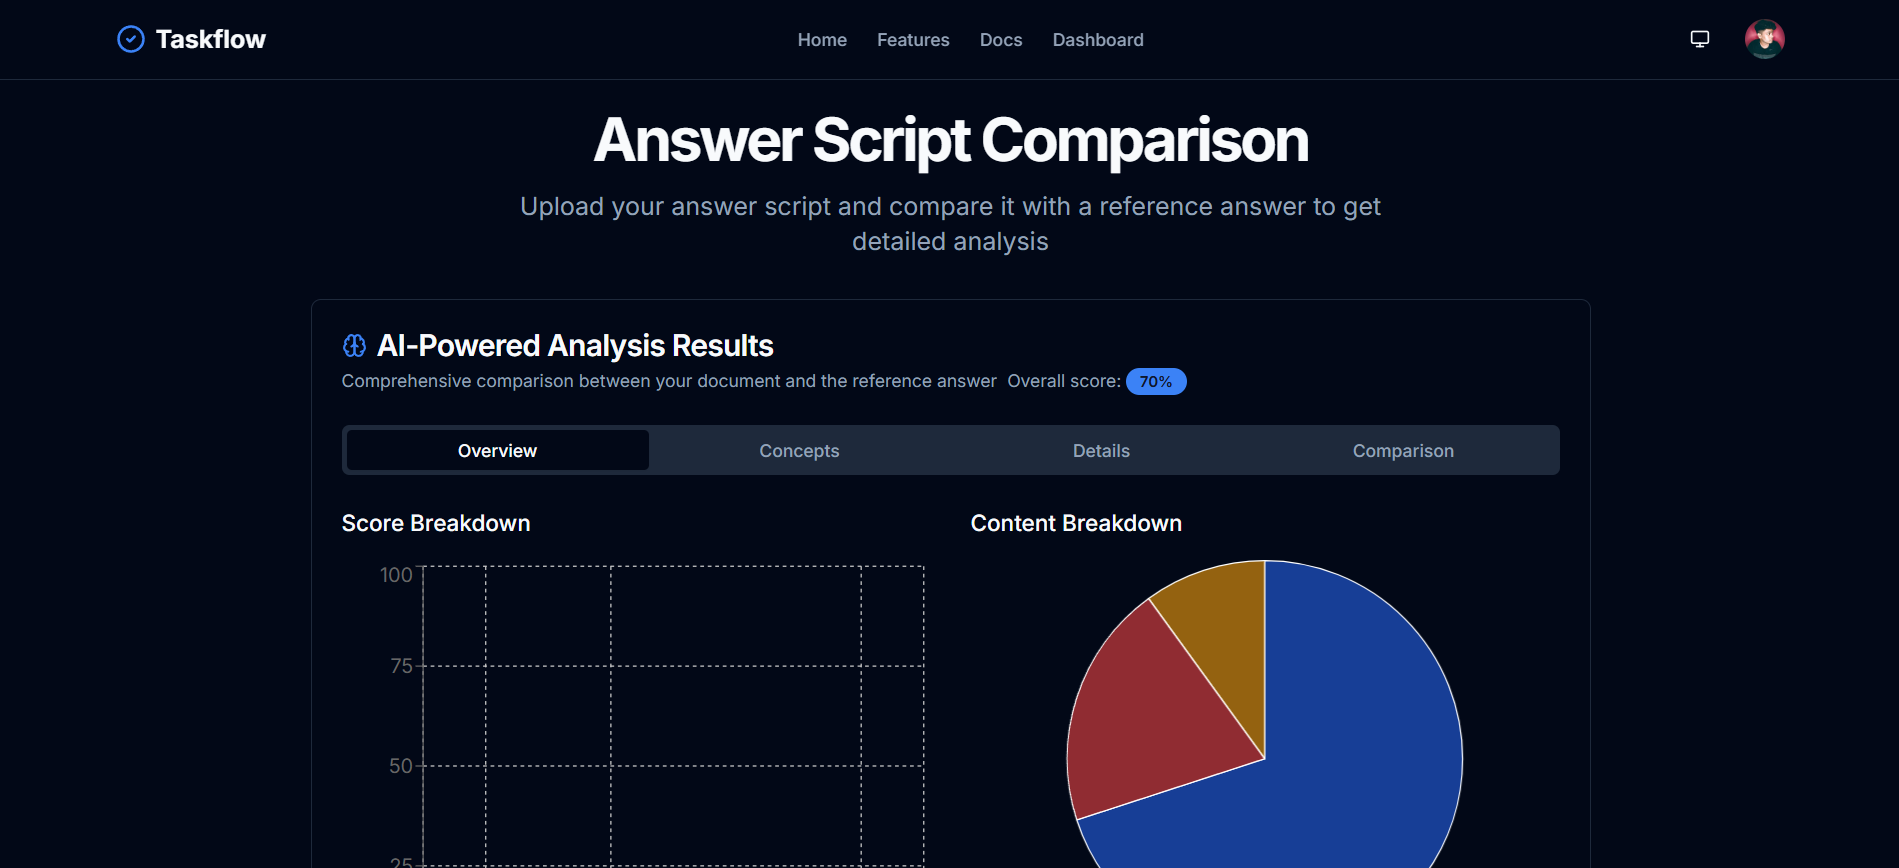 Taskflow
Home Features Docs Dashboard
Answer Script Comparison
Upload your answer script and compare it with a reference answer to get
detailed analysis
AI-Powered Analysis Results
Comprehensive comparison between your document and the reference answer Overall score: 70%
Overview Concepts Details Comparison
Score Breakdown
Content Breakdown
100
75
50
25